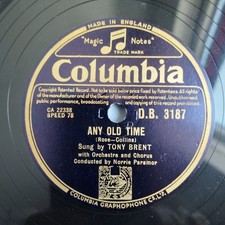 MADE IN ENGLAND
"Magic Notes"
TRADE MARK
Columbia
CA 22338
SPEED 78
D.B. 3187
ANY OLD TIME
(Rose—Collins)
Sung by TONY BRENT
with Orchestra and Chorus
Conducted by Norrie Paramor
COLUMBIA GRAPHOPHONE CO. LTD.